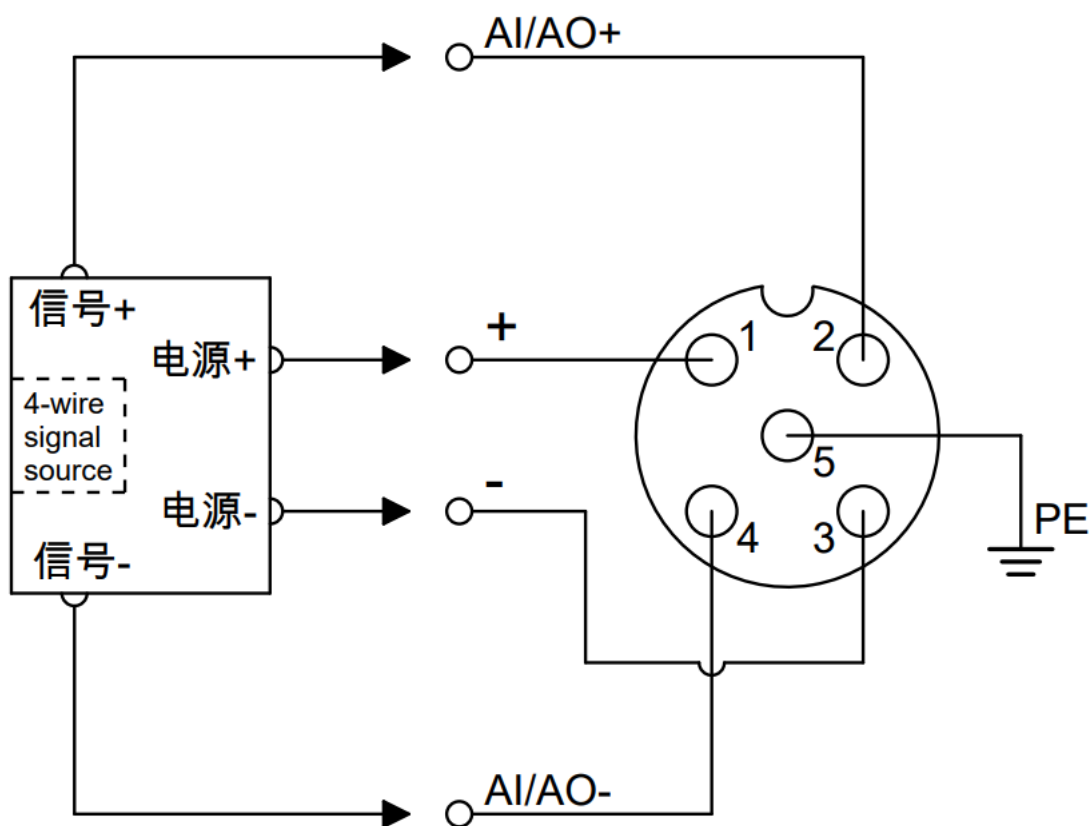 AI/AO+
信号+
电源+
4-wire
signal
source
电源-
信号-
+
-
1
2
5
4
3
PE
AI/AO-